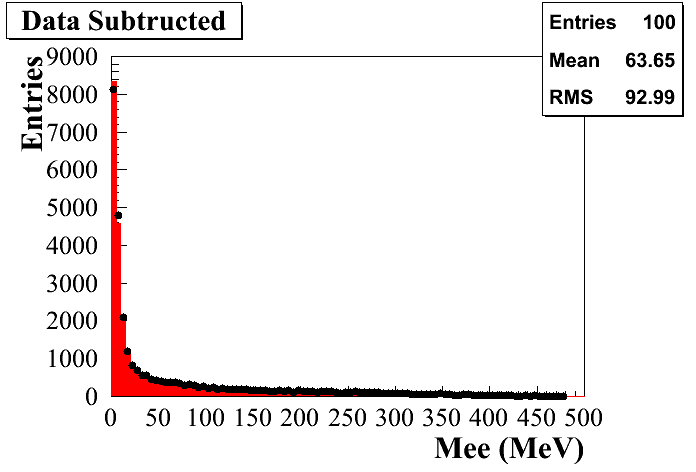 Data Subtructed
Entries 100
Mean 63.65
RMS 92.99
Entries
9000
8000
7000
6000
5000
4000
3000
2000
1000
0
0 50 100 150 200 250 300 350 400 450 500
Mee (MeV)